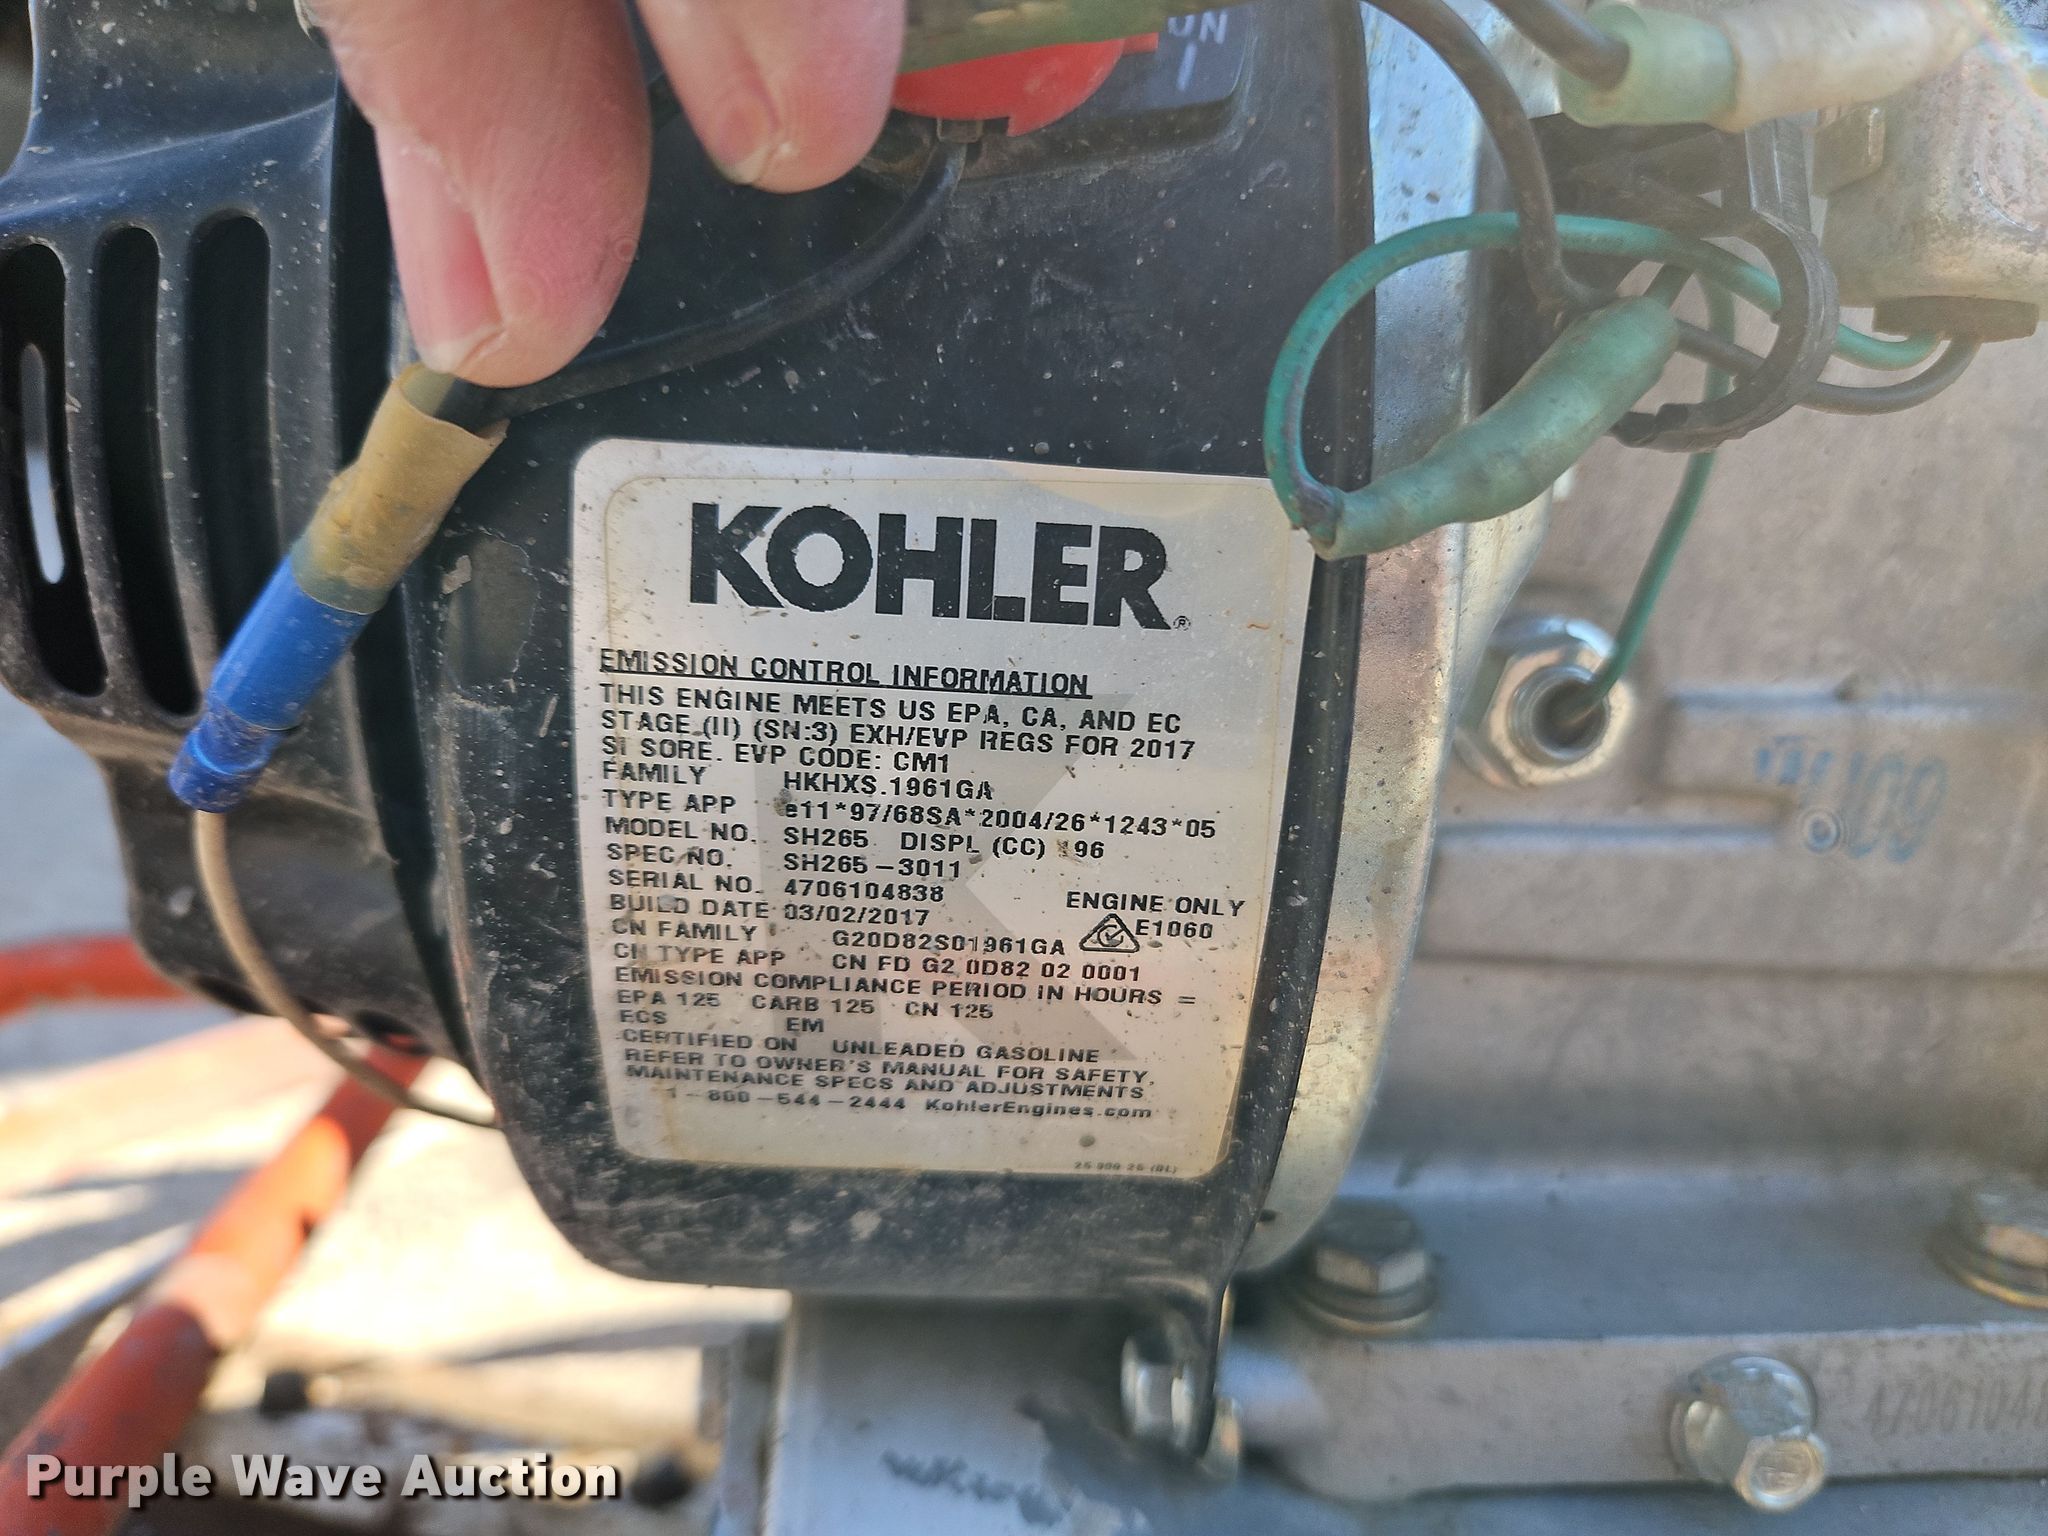 ON
I
KOHLER®
EMISSION CONTROL INFORMATION
THIS ENGINE MEETS US EPA, CA, AND EC
STAGE (II) (SN:3) EXH/EVP REGS FOR 2017
SI SORE. EVP CODE: CM1
FAMILY HKHXS.1961GA
TYPE APP e11*97/68SA*2004/26*1243*05
MODEL NO. SH265 DISPL (CC) 196
SPEC NO. SH265-3011
SERIAL NO. 4706104838
ENGINE ONLY
BUILD DATE 03/02/2017
E1060
CN FAMILY G20D82S01961GA
CN TYPE APP CN FD G2 0D82 02 0001
EMISSION COMPLIANCE PERIOD IN HOURS =
EPA 125 CARB 125 CN 125
ECS EM
CERTIFIED ON UNLEADED GASOLINE
REFER TO OWNER'S MANUAL FOR SAFETY,
MAINTENANCE SPECS AND ADJUSTMENTS
1-800-544-2444 KohlerEngines.com
47061048
Purple Wave Auction